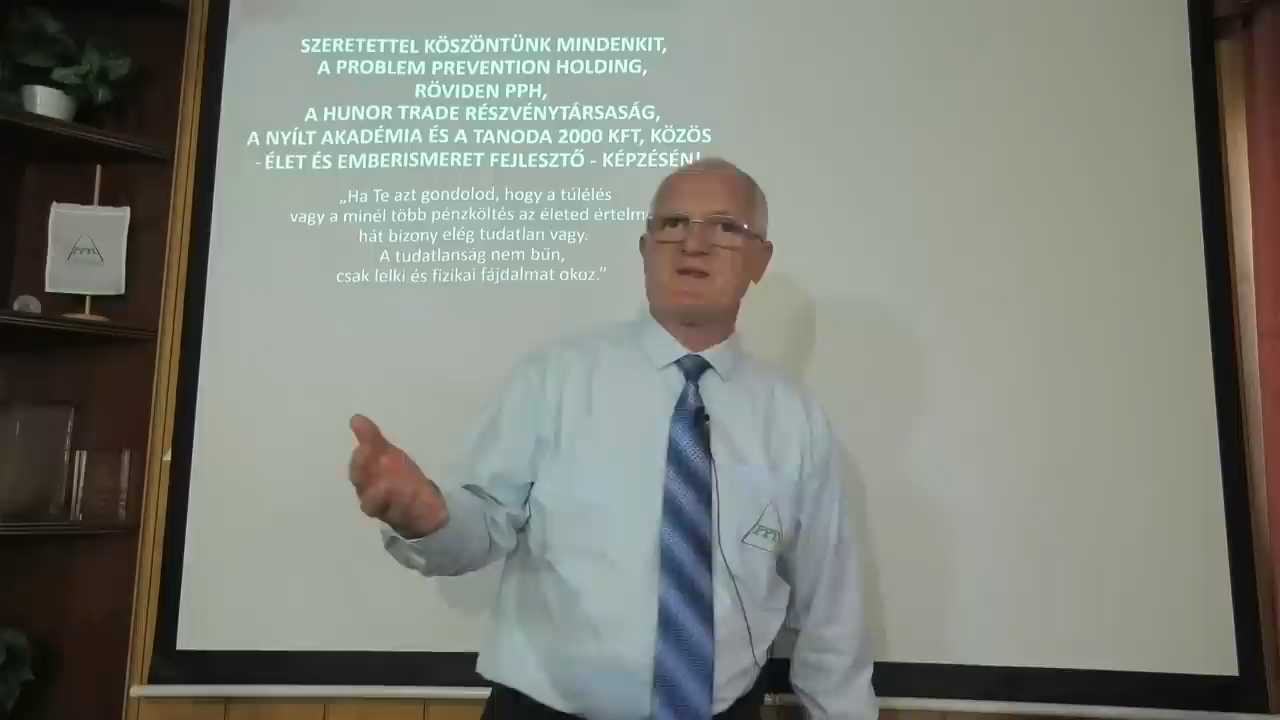 SZERETETTEL KÖSZÖNTÜNK MINDENKIT,
A PROBLEM PREVENTION HOLDING,
RÖVIDEN PPH,
A HUNOR TRADE RÉSZVÉNYTÁRSASÁG,
A NYÍLT AKADÉMIA ÉS A TANODA 2000 KFT, KÖZÖS
- ÉLET ÉS EMBERISMERET FEJLESZTŐ - KÉPZÉSÉN!
„Ha Te azt gondolod, hogy a túlélés
vagy a minél több pénzköltés az életed
hát bizony elég tudatlan vagy.
A tudatlanság nem bűn,
csak lelki és fizikai fájdalmat okoz.”